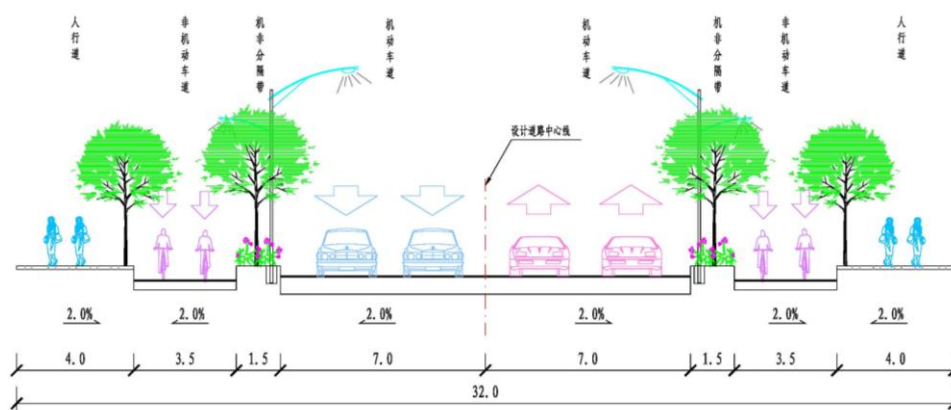 人行道
非机动车道
机非分隔带
机动车道
机动车道
机非分隔带
非机动车道
人行道
设计道路中心线
2.0%
2.0%
2.0%
2.0%
2.0%
2.0%
4.0
3.5
1.5
7.0
7.0
1.5
3.5
4.0
32.0